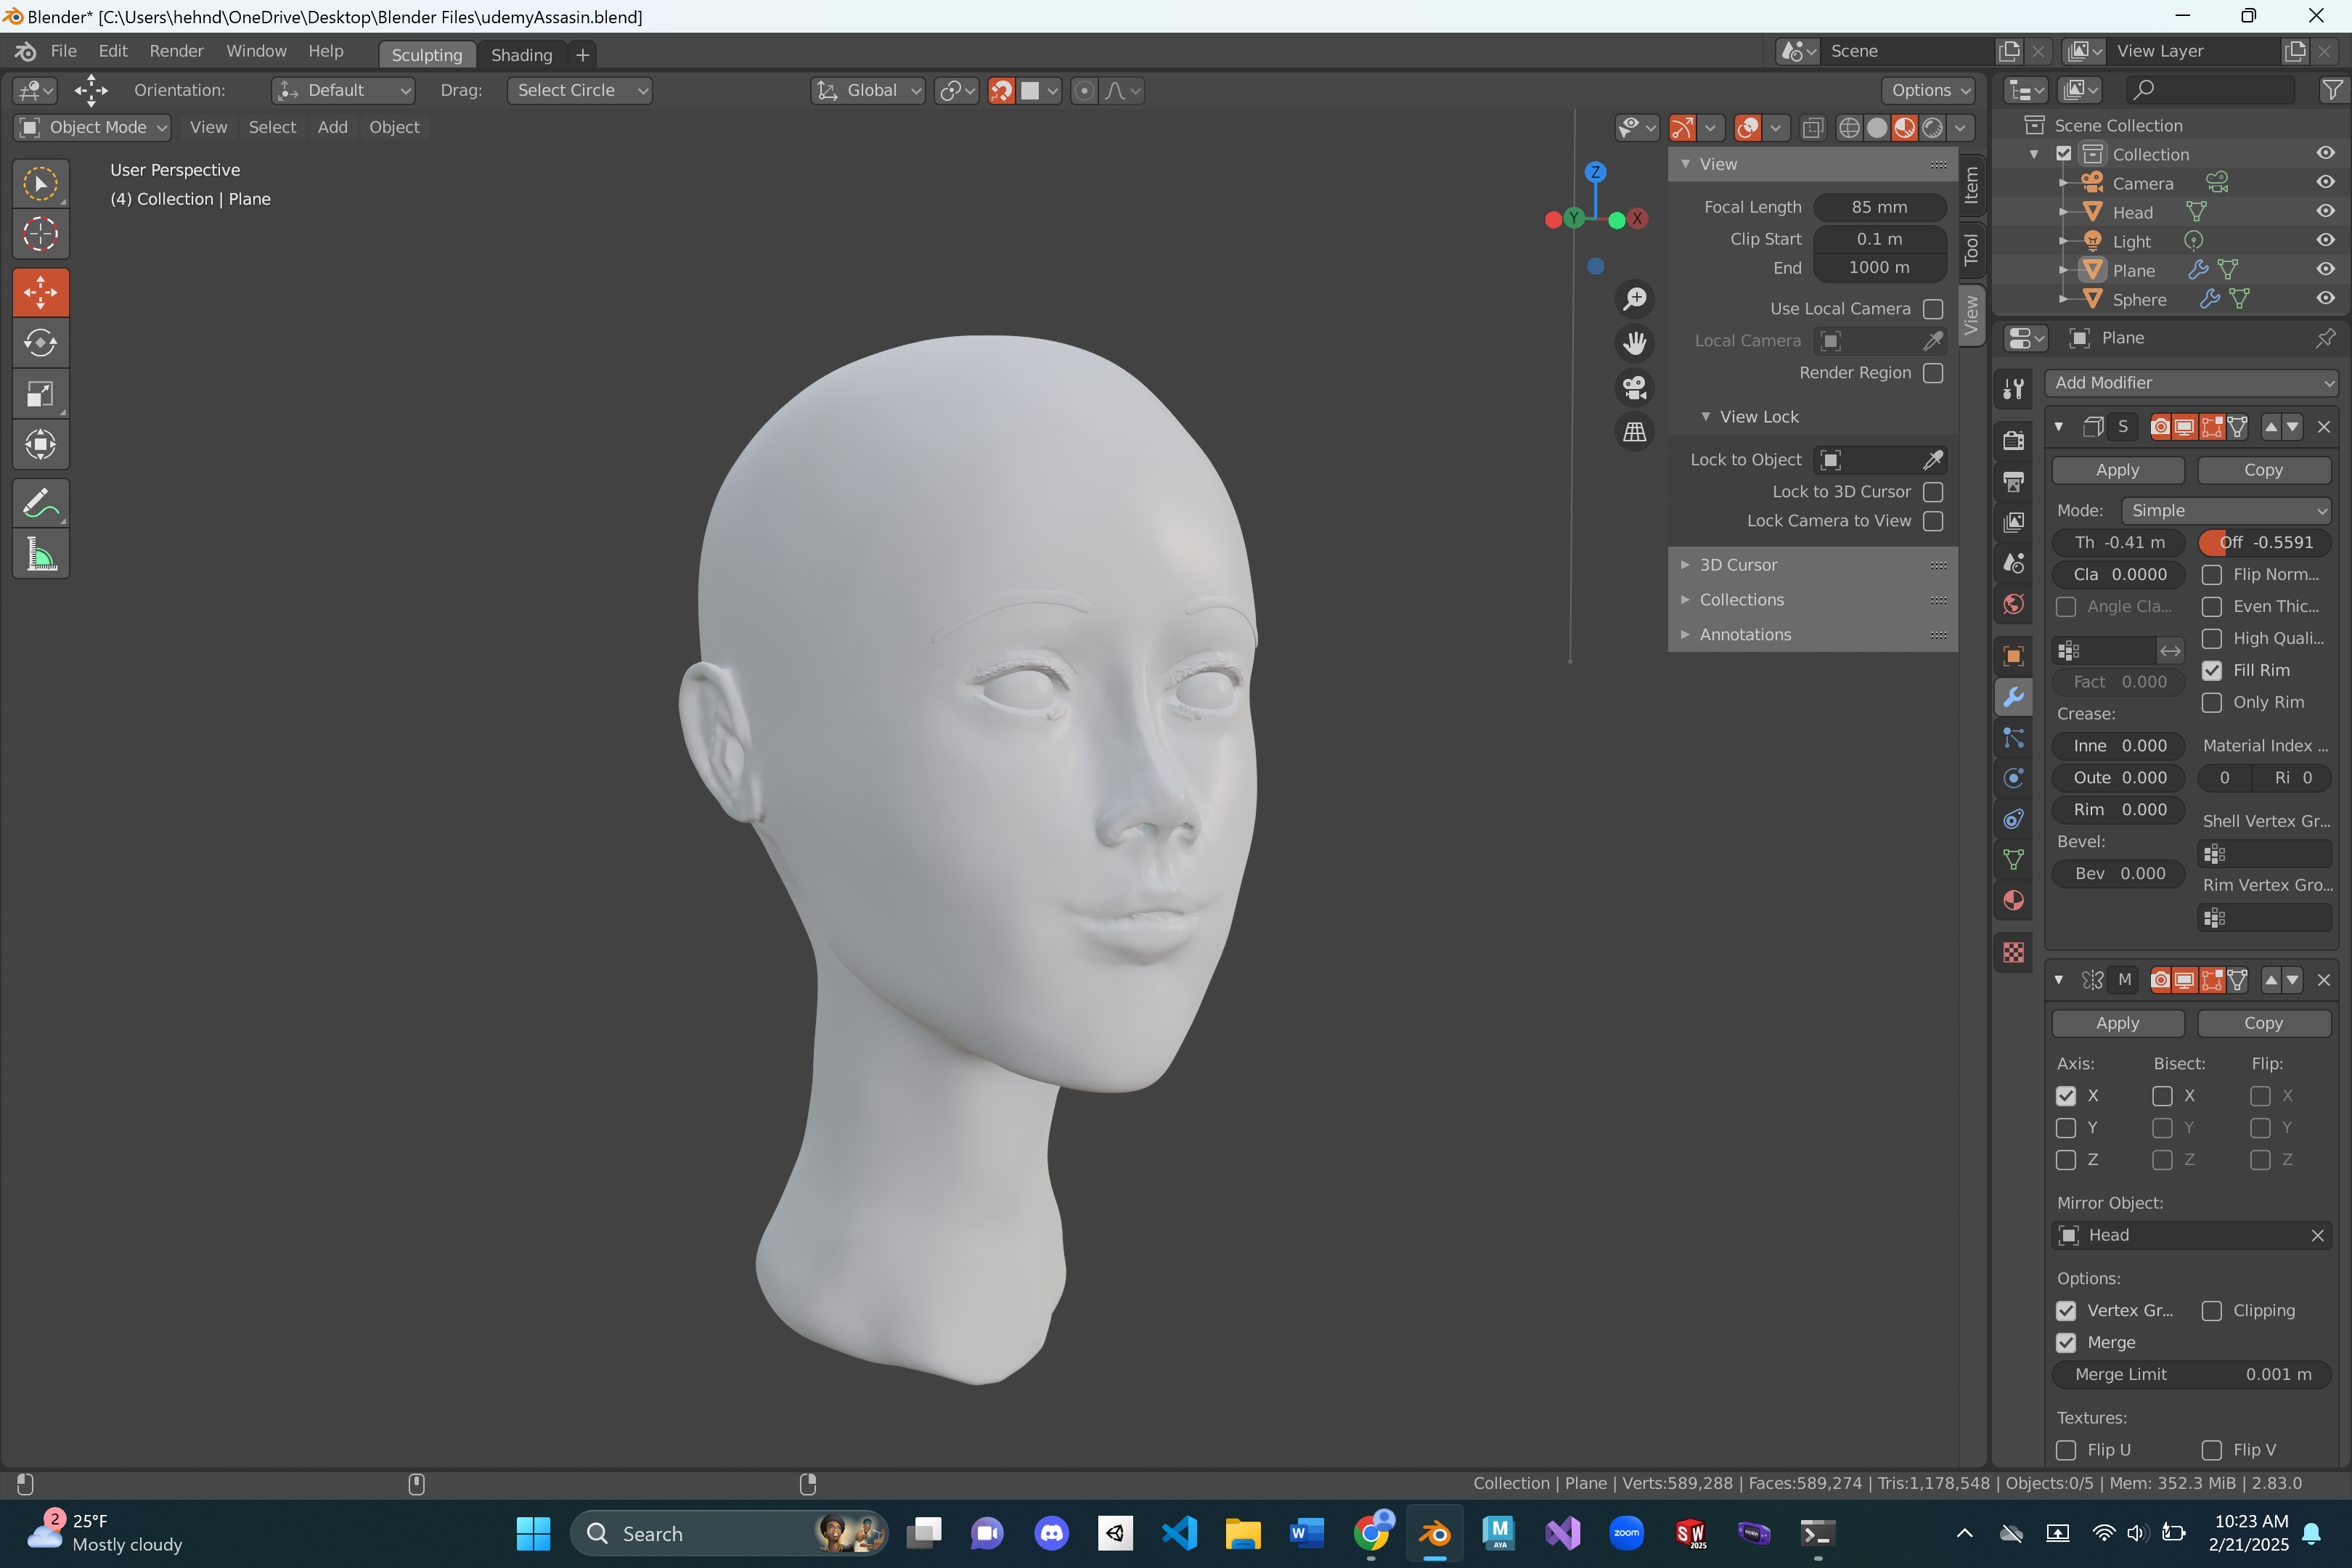 Blender* [C:\Users\hehnd\OneDrive\Desktop\Blender Files\udemyAssasin.blend]
File Edit Render Window Help Sculpting Shading + Scene View Layer
Orientation: Default Drag: Select Circle Global Options
Object Mode View Select Add Object
User Perspective
(4) Collection | Plane
Z
Y
X
View
Focal Length 85 mm
Clip Start 0.1 m
End 1000 m
Use Local Camera
Local Camera
Render Region
View Lock
Lock to Object
Lock to 3D Cursor
Lock Camera to View
3D Cursor
Collections
Annotations
Item
Tool
View
Scene Collection
Collection
Camera
Head
Light
Plane
Sphere
Plane
Add Modifier
S
Apply Copy
Mode: Simple
Th -0.41 m Off -0.5591
Cla 0.0000 Flip Norm...
Angle Cla... Even Thic...
High Quali...
Fill Rim
Fact 0.000
Only Rim
Crease:
Inne 0.000 Material Index ...
Oute 0.000 0 Ri 0
Rim 0.000
Shell Vertex Gr...
Bevel:
Bev 0.000
Rim Vertex Gro...
M
Apply Copy
Axis: Bisect: Flip:
X X X
Y Y Y
Z Z Z
Mirror Object:
Head
Options:
Vertex Gr... Clipping
Merge
Merge Limit 0.001 m
Textures:
Flip U Flip V
Collection | Plane | Verts:589,288 | Faces:589,274 | Tris:1,178,548 | Objects:0/5 | Mem: 352.3 MiB | 2.83.0
2
25°F
Mostly cloudy
Search
W
M
AYA
zoom
SW
2025
10:23 AM
2/21/2025